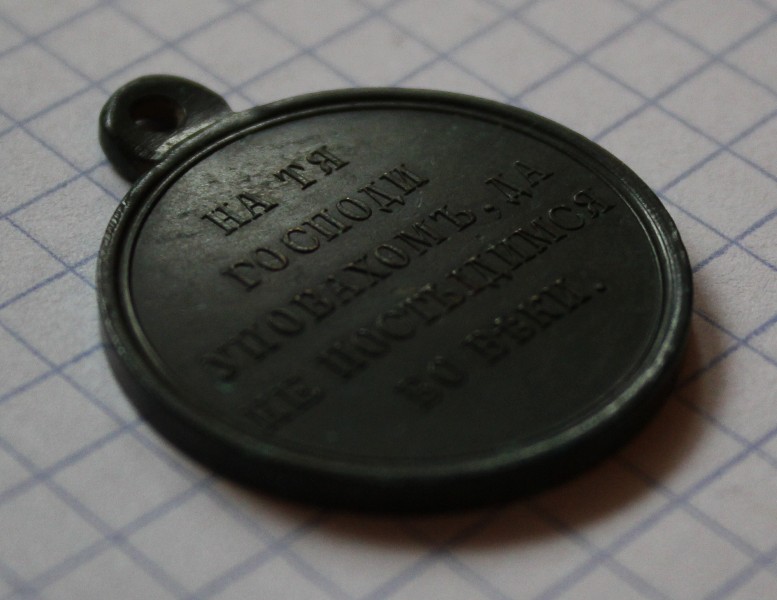 НА ТЯ
ГОСПОДИ
УПОВАХОМЪ, ДА
НЕ ПОСТЫДИМСЯ
ВО ВѢКИ.